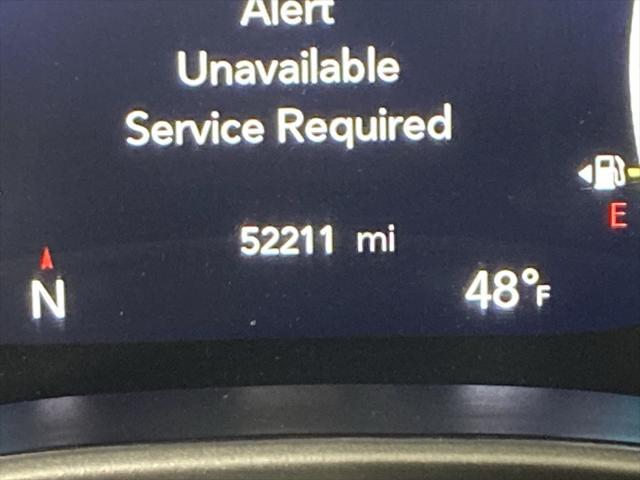 Alert
Unavailable
Service Required
E
52211 mi
N
48°F